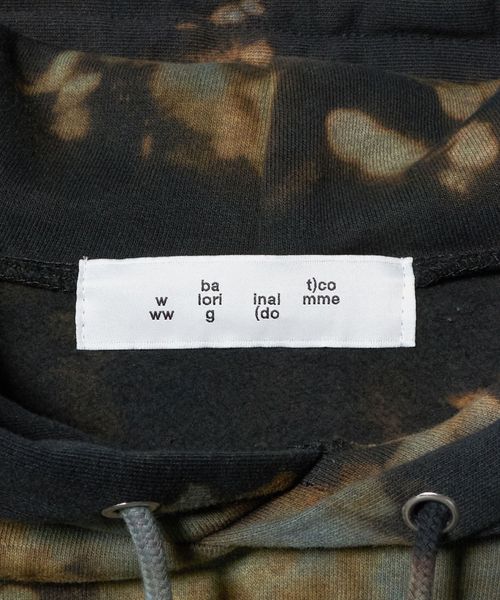 ba t)co
w lori inal mme
ww g (do